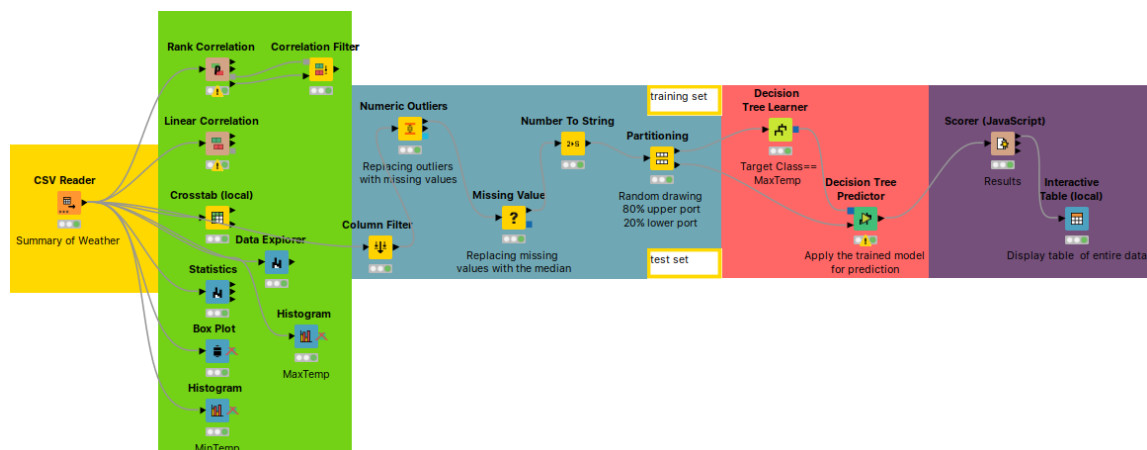 Rank Correlation
Correlation Filter
Linear Correlation
CSV Reader
Summary of Weather
Crosstab (local)
Data Explorer
Statistics
Box Plot
Histogram
MaxTemp
Histogram
MinTemp
Numeric Outliers
Replacing outliers
with missing values
Column Filter
Missing Value
?
Replacing missing
values with the median
Number To String
2▸S
training set
Partitioning
Random drawing
80% upper port
20% lower port
test set
Decision
Tree Learner
Target Class==
MaxTemp
Decision Tree
Predictor
Apply the trained model
for prediction
Scorer (JavaScript)
Results
Interactive
Table (local)
Display table of entire data